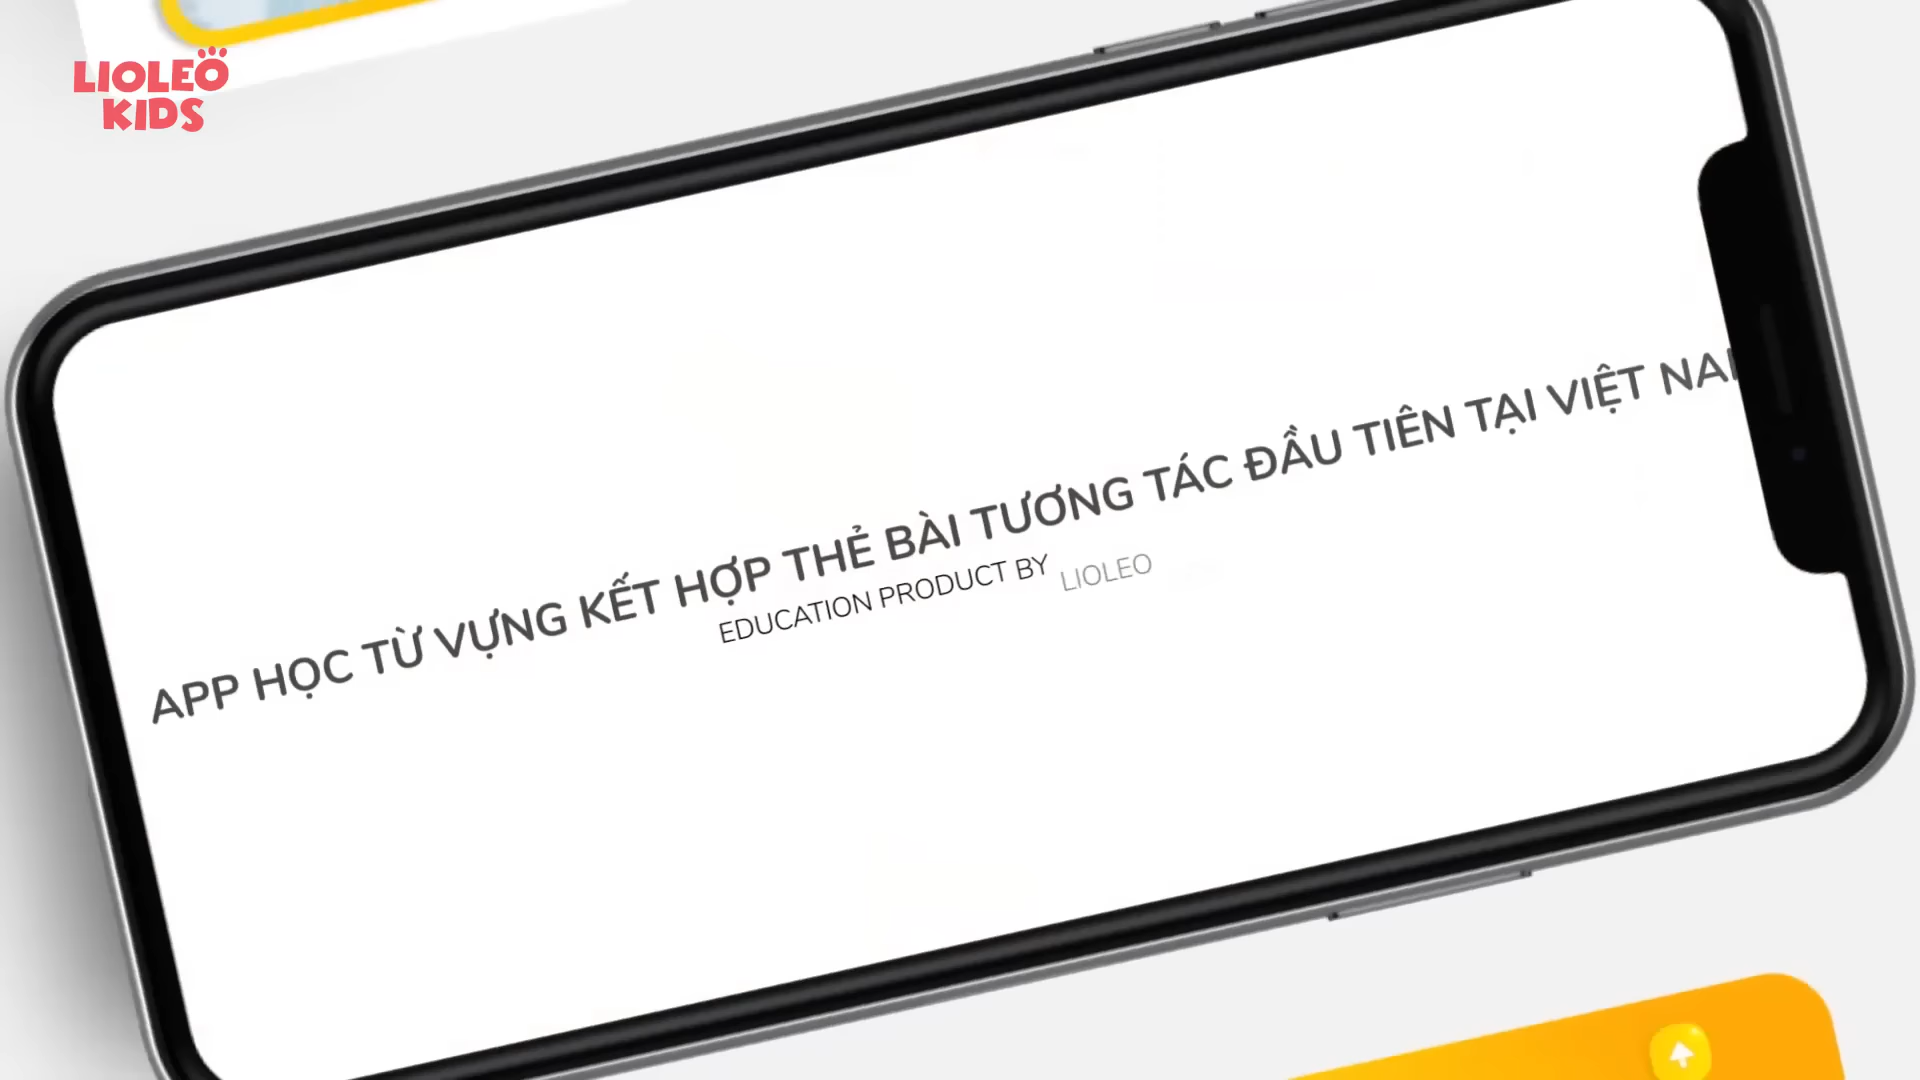 LIOLEO
KIDS
APP HỌC TỪ VỰNG KẾT HỢP THẺ BÀI TƯƠNG TÁC ĐẦU TIÊN TẠI VIỆT
EDUCATION PRODUCT BY LIOLEO